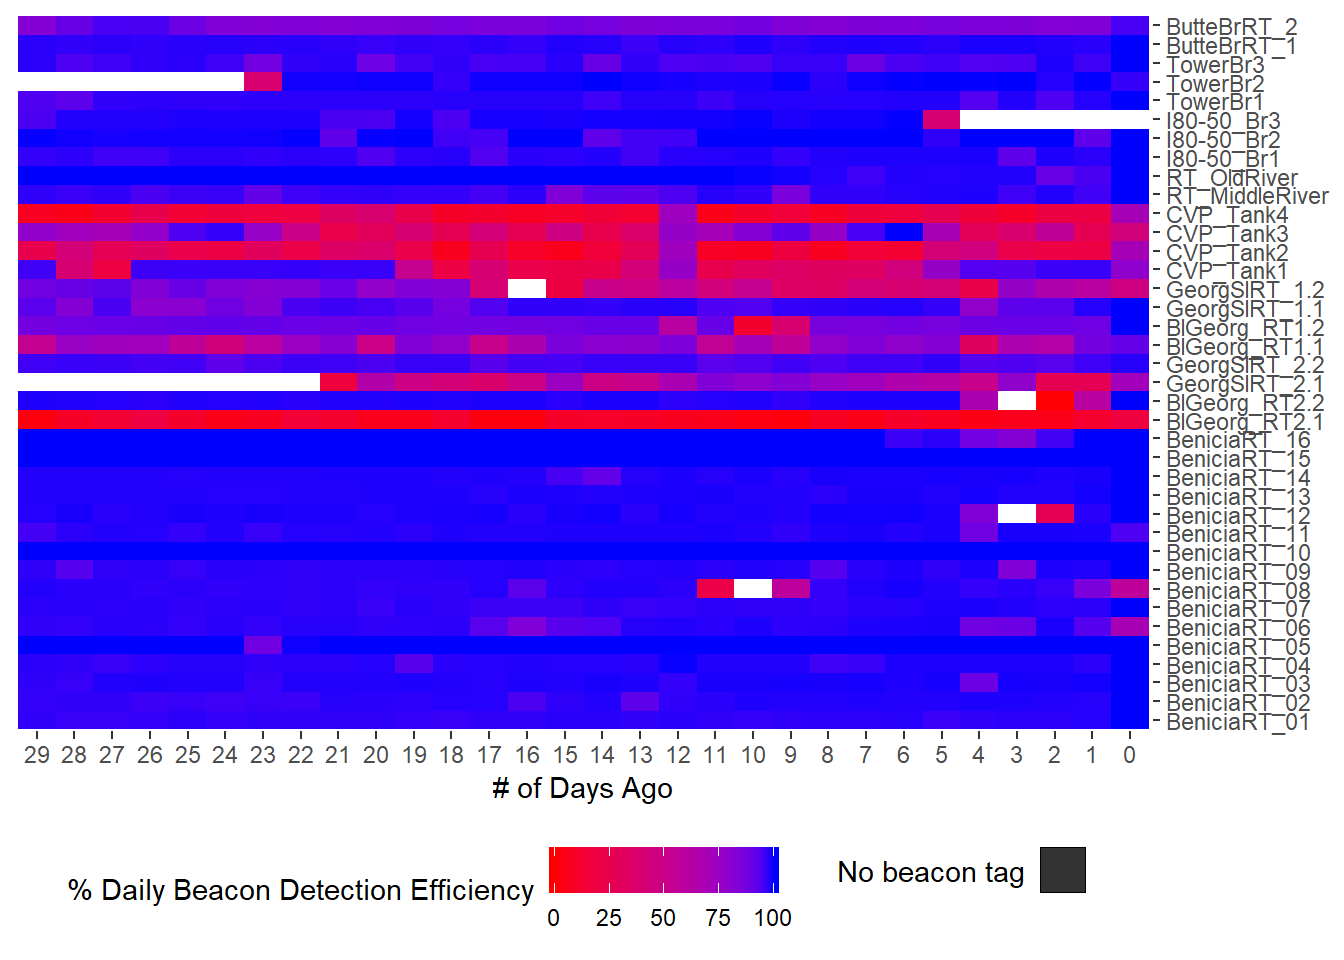 ButteBrRT_2
ButteBrRT_1
TowerBr3
TowerBr2
TowerBr1
I80-50_Br3
I80-50_Br2
I80-50_Br1
RT_OldRiver
RT_MiddleRiver
CVP_Tank4
CVP_Tank3
CVP_Tank2
CVP_Tank1
GeorgSlRT_1.2
GeorgSlRT_1.1
BlGeorg_RT1.2
BlGeorg_RT1.1
GeorgSlRT_2.2
GeorgSlRT_2.1
BlGeorg_RT2.2
BlGeorg_RT2.1
BeniciaRT_16
BeniciaRT_15
BeniciaRT_14
BeniciaRT_13
BeniciaRT_12
BeniciaRT_11
BeniciaRT_10
BeniciaRT_09
BeniciaRT_08
BeniciaRT_07
BeniciaRT_06
BeniciaRT_05
BeniciaRT_04
BeniciaRT_03
BeniciaRT_02
BeniciaRT_01
29 28 27 26 25 24 23 22 21 20 19 18 17 16 15 14 13 12 11 10 9 8 7 6 5 4 3 2 1 0
# of Days Ago
% Daily Beacon Detection Efficiency
0 25 50 75 100
No beacon tag